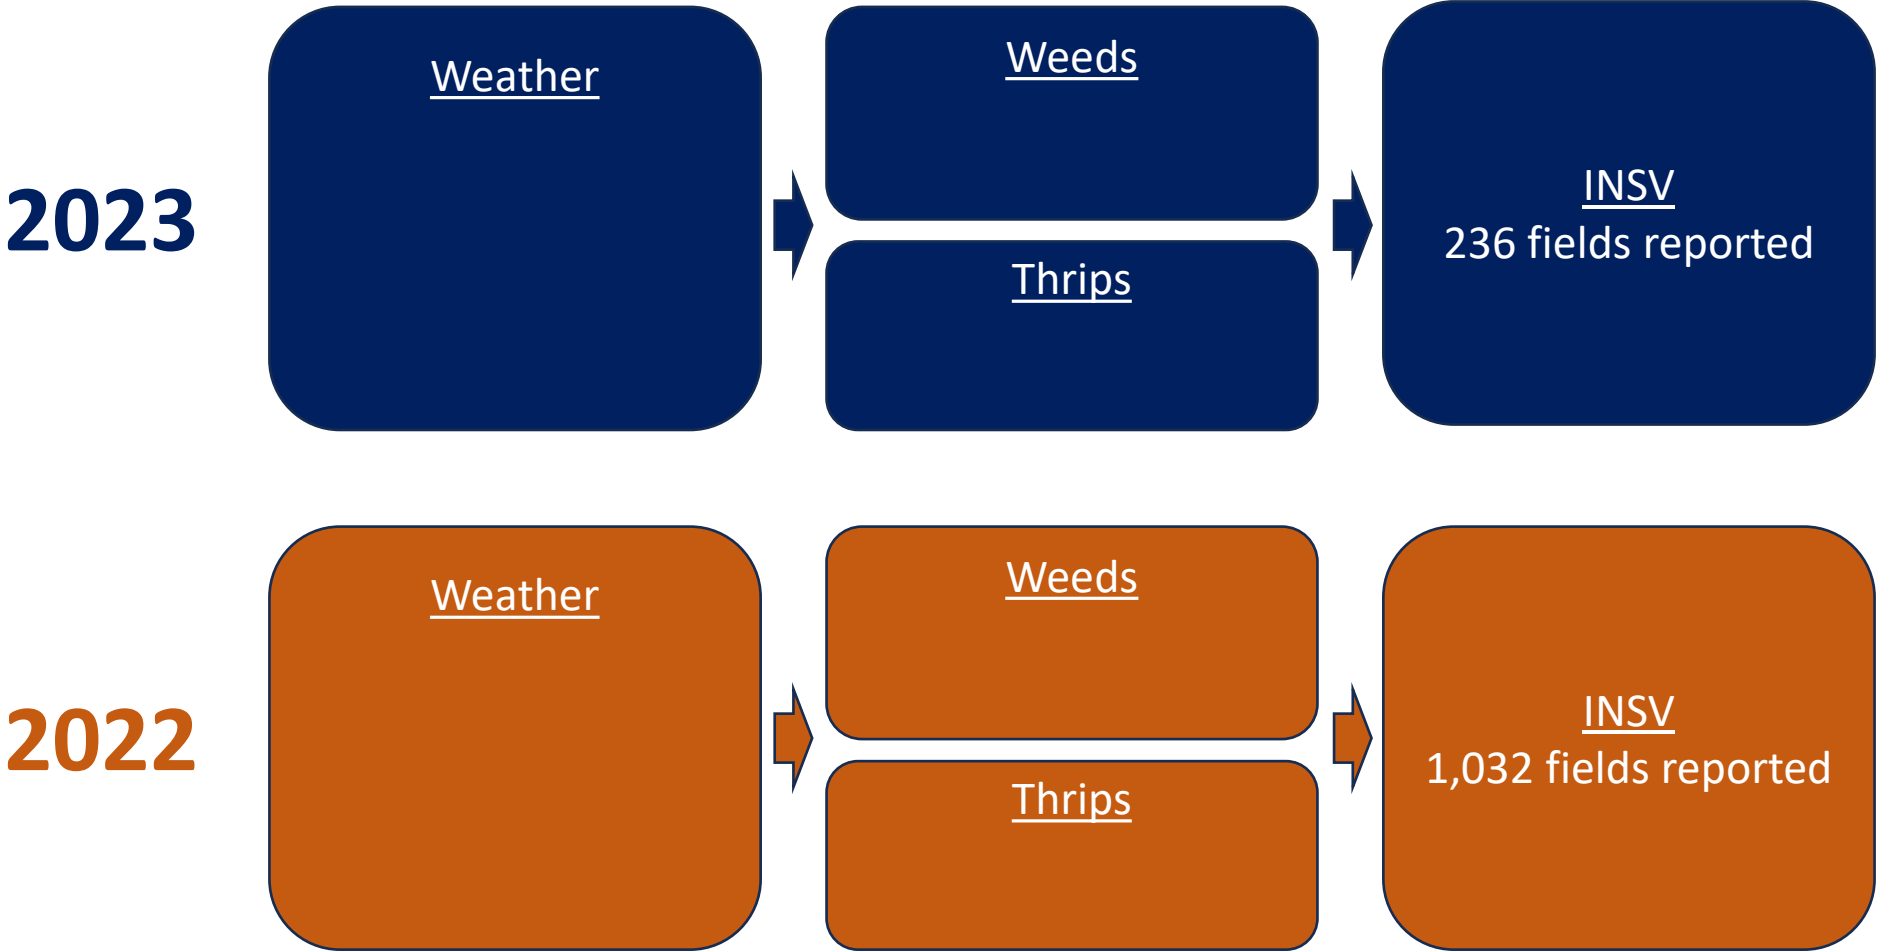 2023
Weather
Weeds
Thrips
INSV
236 fields reported
2022
Weather
Weeds
Thrips
INSV
1,032 fields reported